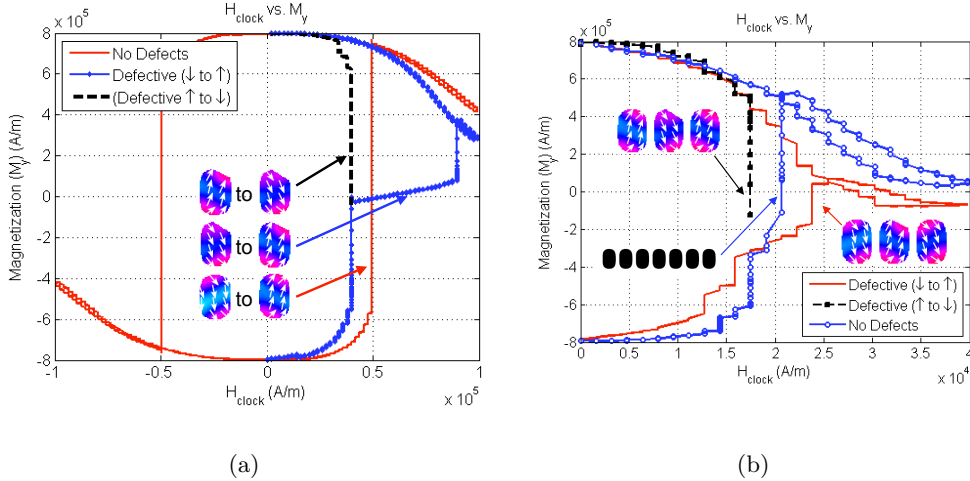 H_clock vs. M_y
No Defects
Defective (↓ to ↑)
(Defective ↑ to ↓)
Magnetization (M_y) (A/m)
x 10^5
8
6
4
2
0
-2
-4
-6
-8
to
to
to
-1
-0.5
0
0.5
1
x 10^5
H_clock (A/m)
(a)
H_clock vs. M_y
Magnetization (M_y) (A/m)
x 10^5
8
6
4
2
0
-2
-4
-6
-8
Defective (↓ to ↑)
Defective (↑ to ↓)
No Defects
0
0.5
1
1.5
2
2.5
3
3.5
4
x 10^4
H_clock (A/m)
(b)